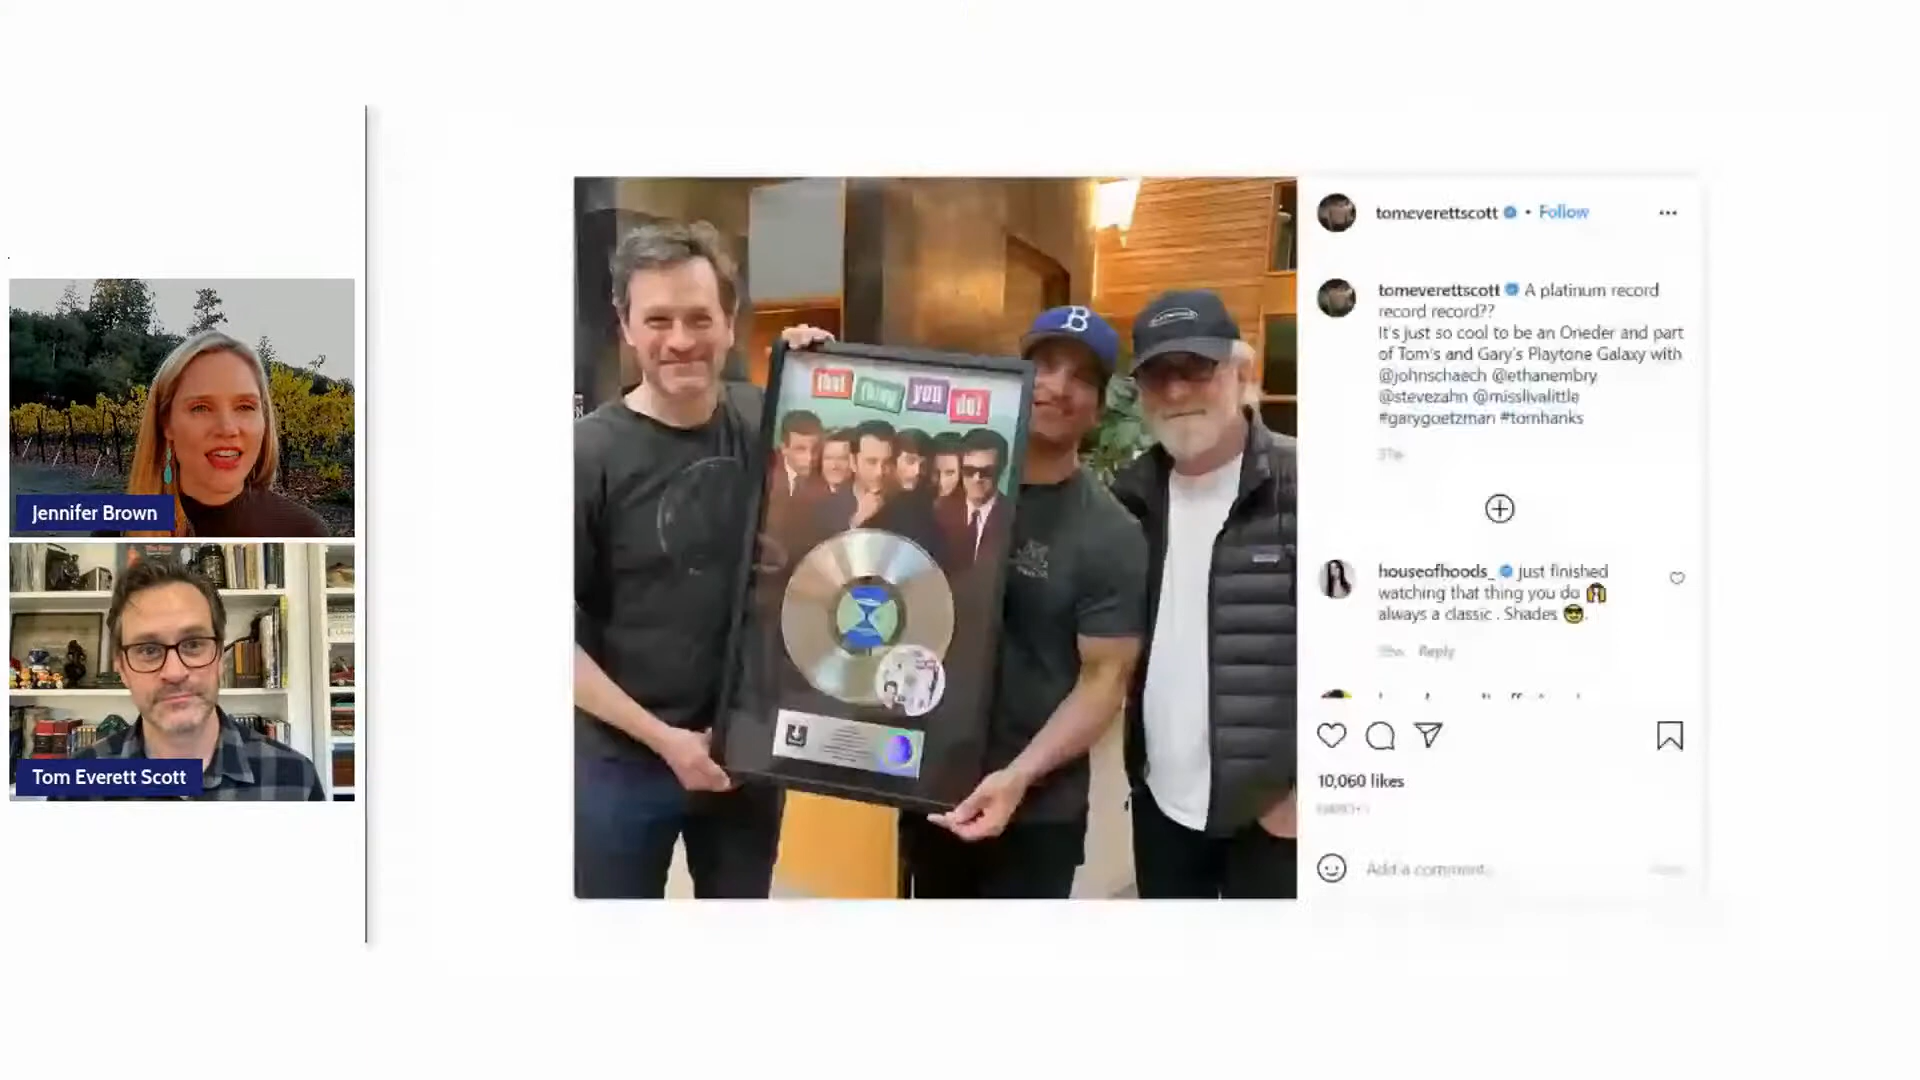 Jennifer Brown
Tom Everett Scott
that thing you do!
B
tomeverettscott • Follow
tomeverettscott A platinum record
record record??
It's just so cool to be an Oneder and part
of Tom's and Gary's Playtone Galaxy with
@johnschaech @ethanembry
@stevezahn @misslivalittle
#garygoetzman #tomhanks
houseofhoods_ just finished
watching that thing you do
always a classic . Shades
Reply
10,060 likes
Add a comment...